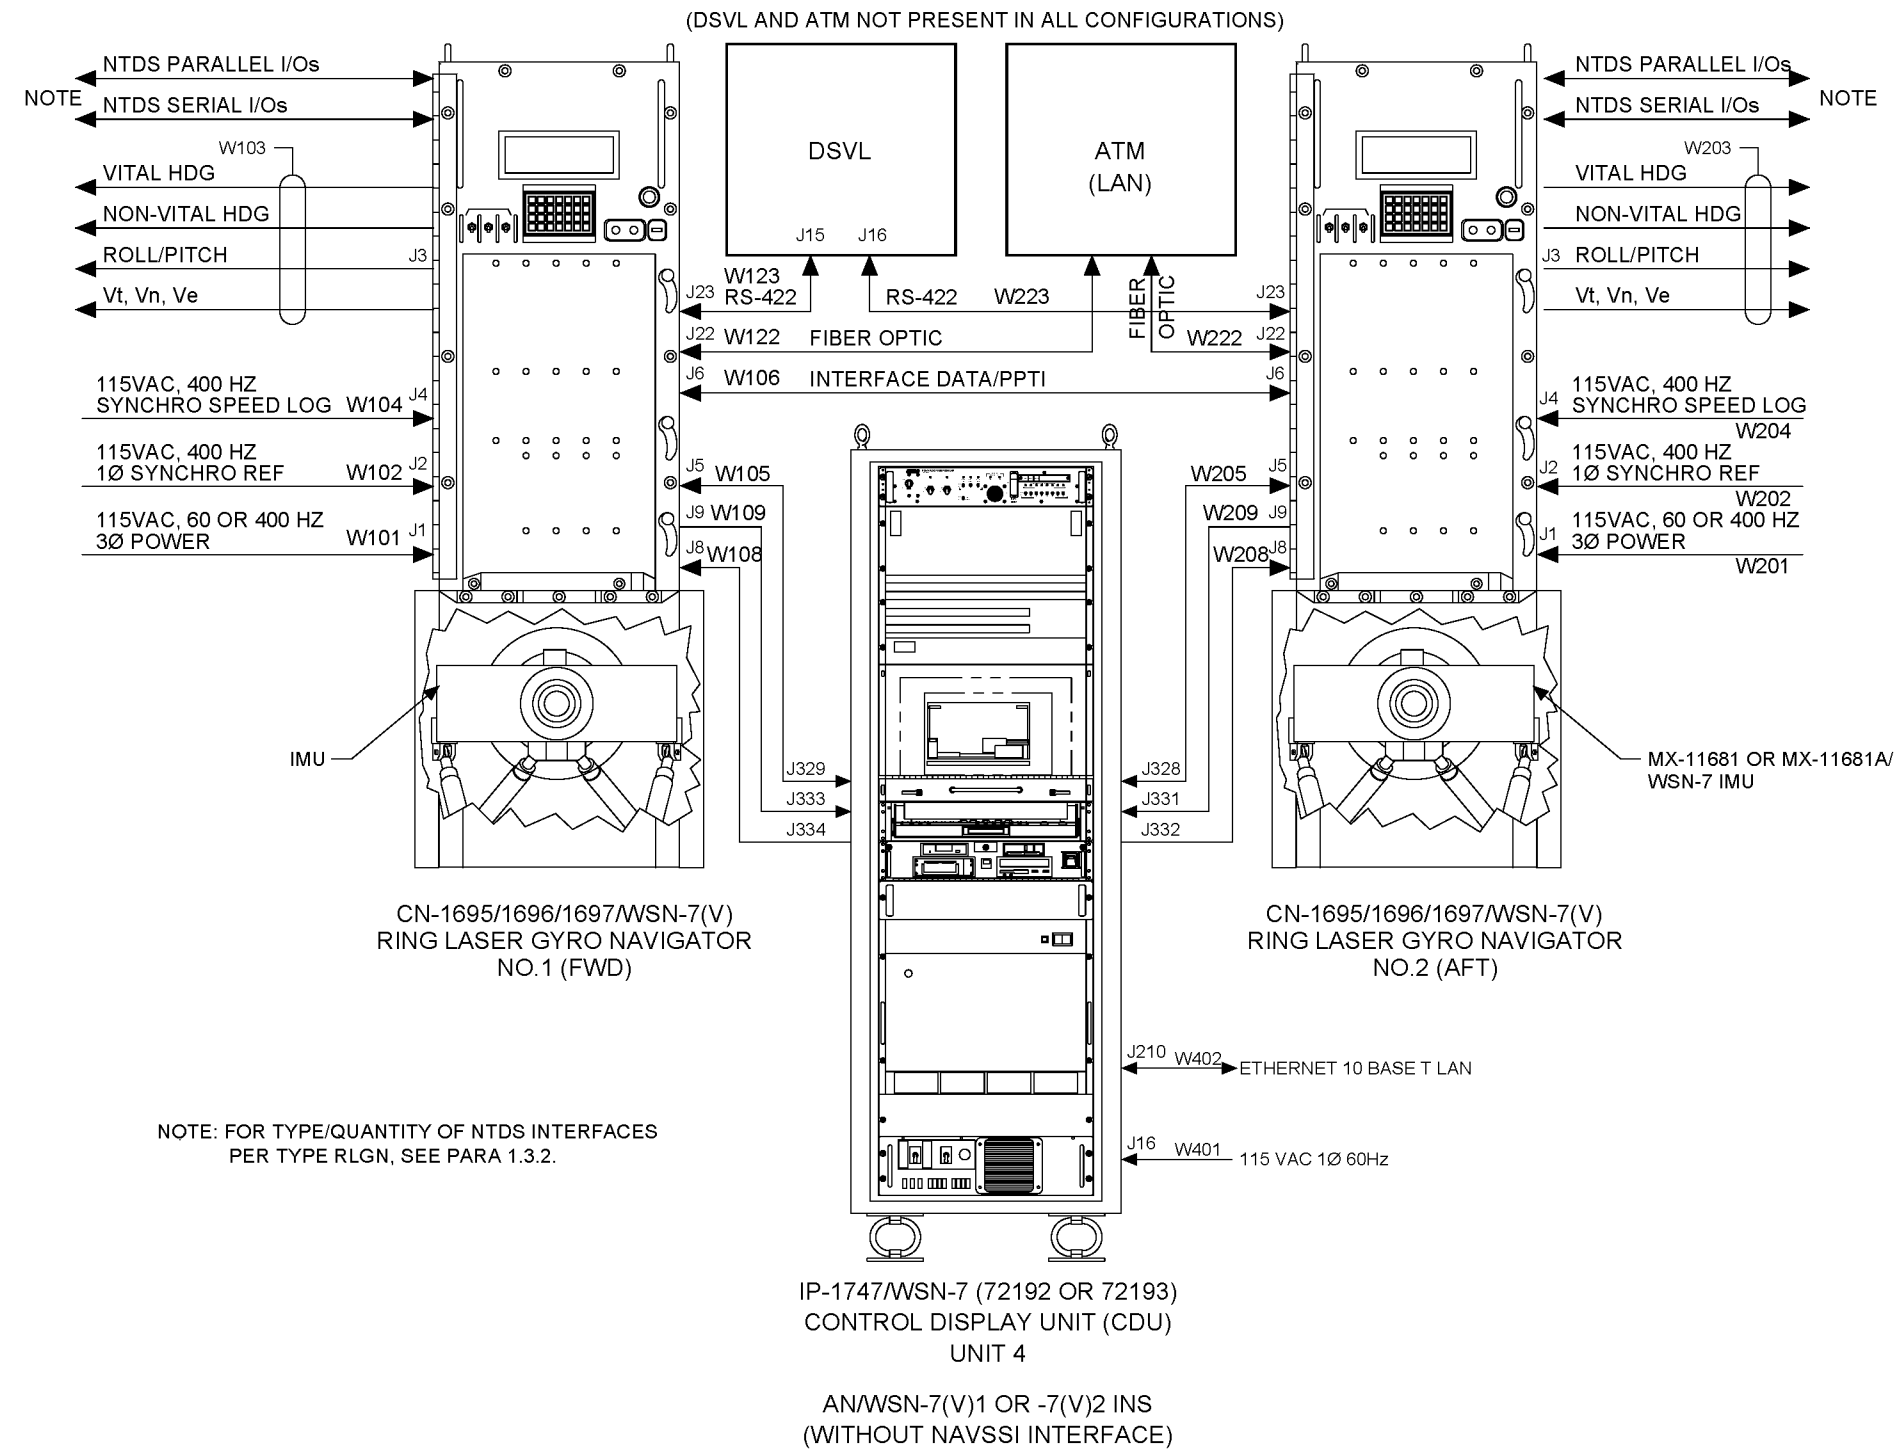 (DSVL AND ATM NOT PRESENT IN ALL CONFIGURATIONS)
NTDS PARALLEL I/Os
NOTE
NTDS SERIAL I/Os
W103
VITAL HDG
NON-VITAL HDG
ROLL/PITCH
J3
Vt, Vn, Ve
115VAC, 400 HZ
SYNCHRO SPEED LOG W104
J4
115VAC, 400 HZ
1Ø SYNCHRO REF W102
J2
115VAC, 60 OR 400 HZ
3Ø POWER W101
J1
DSVL
J15 J16
ATM
(LAN)
J23
W123
RS-422
RS-422 W223
J23
J22 W122 FIBER OPTIC
FIBER
OPTIC
W222 J22
J6 W106 INTERFACE DATA/PPTI
J6
J5
W105
J9 W109
J8
W108
W205
J5
W209 J9
W208 J8
J329
J333
J334
J328
J331
J332
NTDS PARALLEL I/Os
NOTE
NTDS SERIAL I/Os
W203
VITAL HDG
NON-VITAL HDG
J3 ROLL/PITCH
Vt, Vn, Ve
115VAC, 400 HZ
J4 SYNCHRO SPEED LOG
W204
115VAC, 400 HZ
J2 1Ø SYNCHRO REF
W202
115VAC, 60 OR 400 HZ
J1 3Ø POWER
W201
IMU
MX-11681 OR MX-11681A/
WSN-7 IMU
CN-1695/1696/1697/WSN-7(V)
RING LASER GYRO NAVIGATOR
NO.1 (FWD)
CN-1695/1696/1697/WSN-7(V)
RING LASER GYRO NAVIGATOR
NO.2 (AFT)
J210 W402 ETHERNET 10 BASE T LAN
J16 W401 115 VAC 1Ø 60Hz
NOTE: FOR TYPE/QUANTITY OF NTDS INTERFACES
PER TYPE RLGN, SEE PARA 1.3.2.
IP-1747/WSN-7 (72192 OR 72193)
CONTROL DISPLAY UNIT (CDU)
UNIT 4
AN/WSN-7(V)1 OR -7(V)2 INS
(WITHOUT NAVSSI INTERFACE)